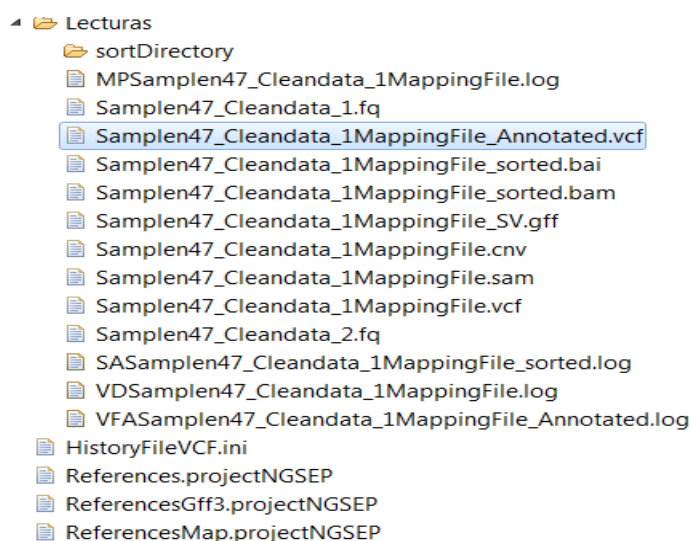 Lecturas
sortDirectory
MPSamplen47_Cleandata_1MappingFile.log
Samplen47_Cleandata_1.fq
Samplen47_Cleandata_1MappingFile_Annotated.vcf
Samplen47_Cleandata_1MappingFile_sorted.bai
Samplen47_Cleandata_1MappingFile_sorted.bam
Samplen47_Cleandata_1MappingFile_SV.gff
Samplen47_Cleandata_1MappingFile.cnv
Samplen47_Cleandata_1MappingFile.sam
Samplen47_Cleandata_1MappingFile.vcf
Samplen47_Cleandata_2.fq
SASamplen47_Cleandata_1MappingFile_sorted.log
VDSamplen47_Cleandata_1MappingFile.log
VFASamplen47_Cleandata_1MappingFile_Annotated.log
HistoryFileVCF.ini
References.projectNGSEP
ReferencesGff3.projectNGSEP
ReferencesMap.projectNGSEP